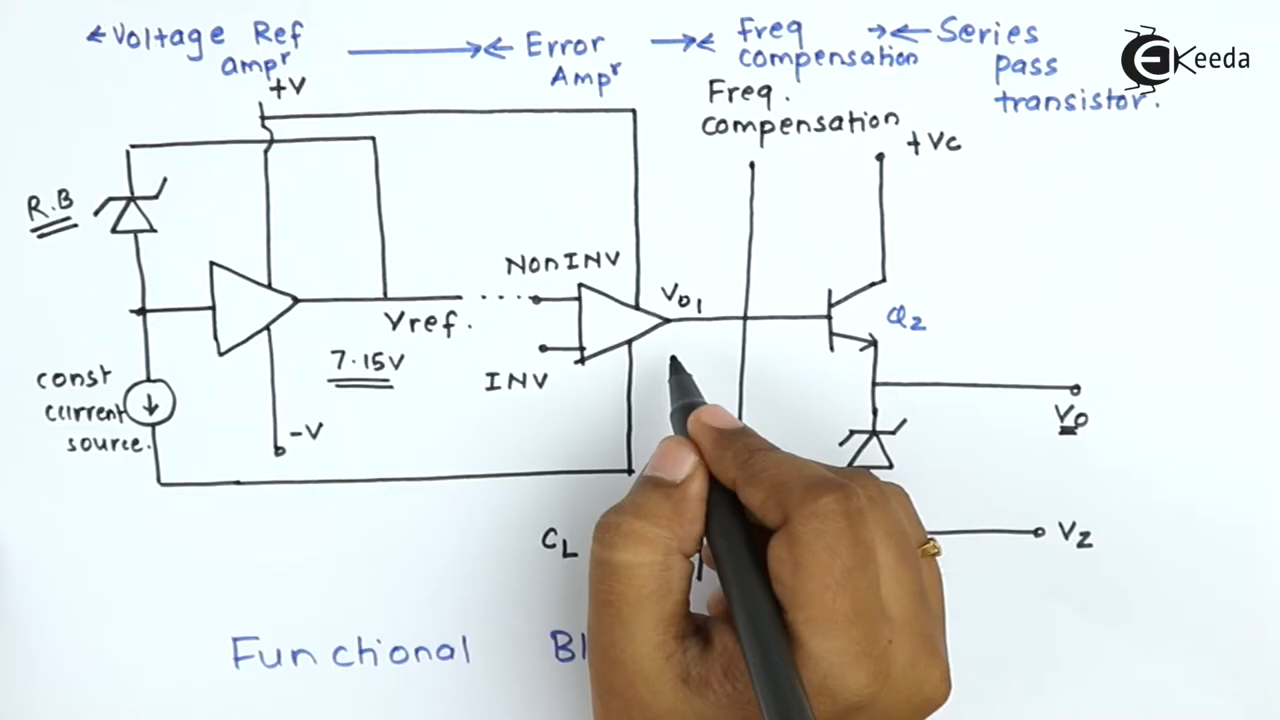 Voltage Ref
ampr
Error
Ampr
Freq
compensation
Series
pass
transistor.
Keeda
+V
Freq.
compensation
+Vc
R.B
NonINV
Vo1
Q2
Vref.
7.15V
INV
const
current
source.
-V
Vo
CL
Vz
Functional Bl